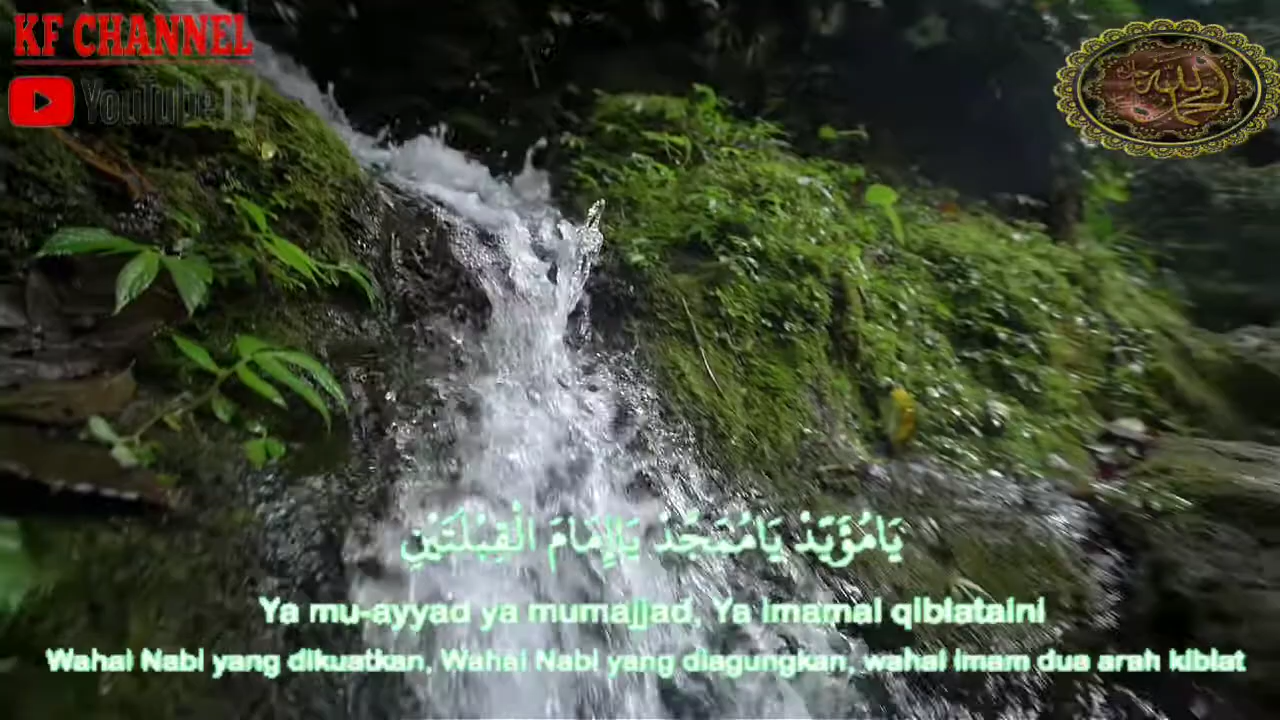 KF CHANNEL
YouTubeTV
يَامُؤَيَّدْ يَامُمَجَّدْ يَاإِمَامَ الْقِبْلَتَيْنِ
Ya mu-ayyad ya mumajjad, Ya imamal qiblataini
Wahai Nabi yang dikuatkan, Wahai Nabi yang diagungkan, wahai imam dua arah kiblat